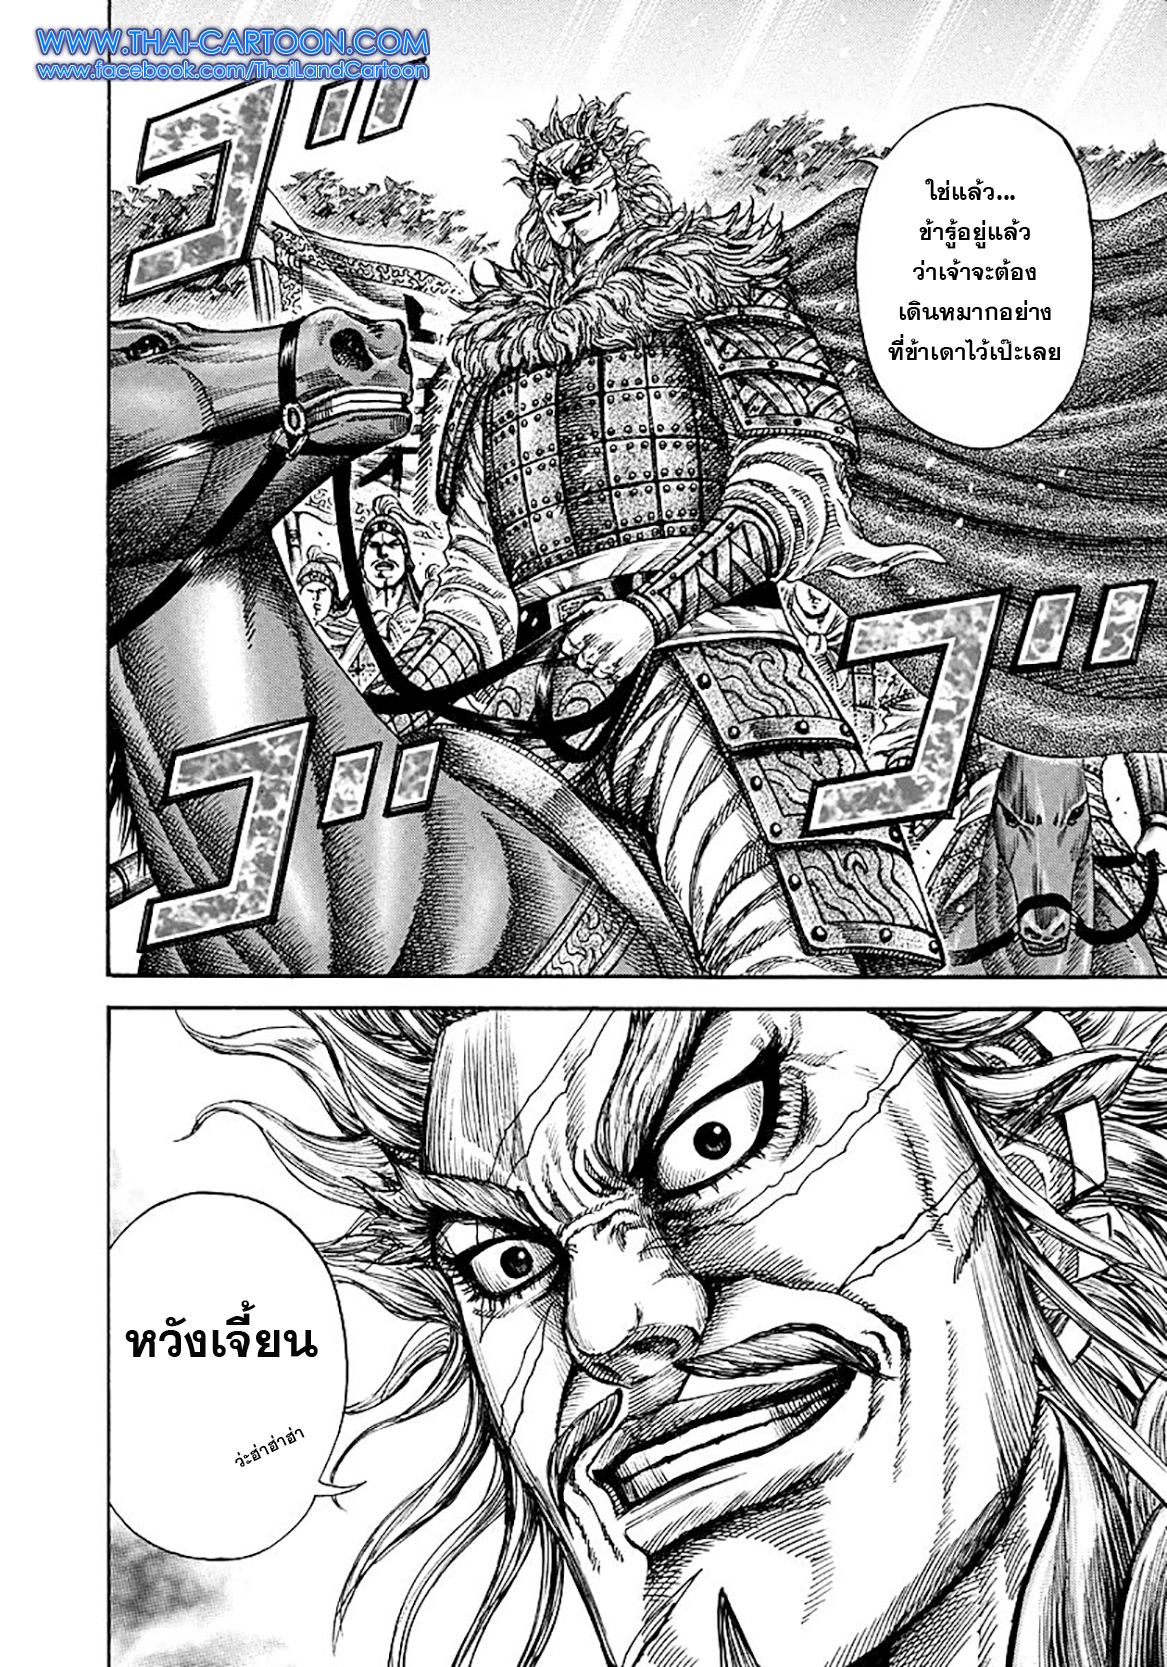 WWW.THAI-CARTOON.COM
www.facebook.com/ThaiLandCartoon
ゴ゛
ใช่แล้ว...
ข้ารู้อยู่แล้ว
ว่าเจ้าจะต้อง
เดินหมากอย่าง
ที่ข้าเดาไว้เป๊ะเลย
ゴ゛
ゴ゛
หวังเจี้ยน
ว่ะฮ่าฮ่าฮ่า